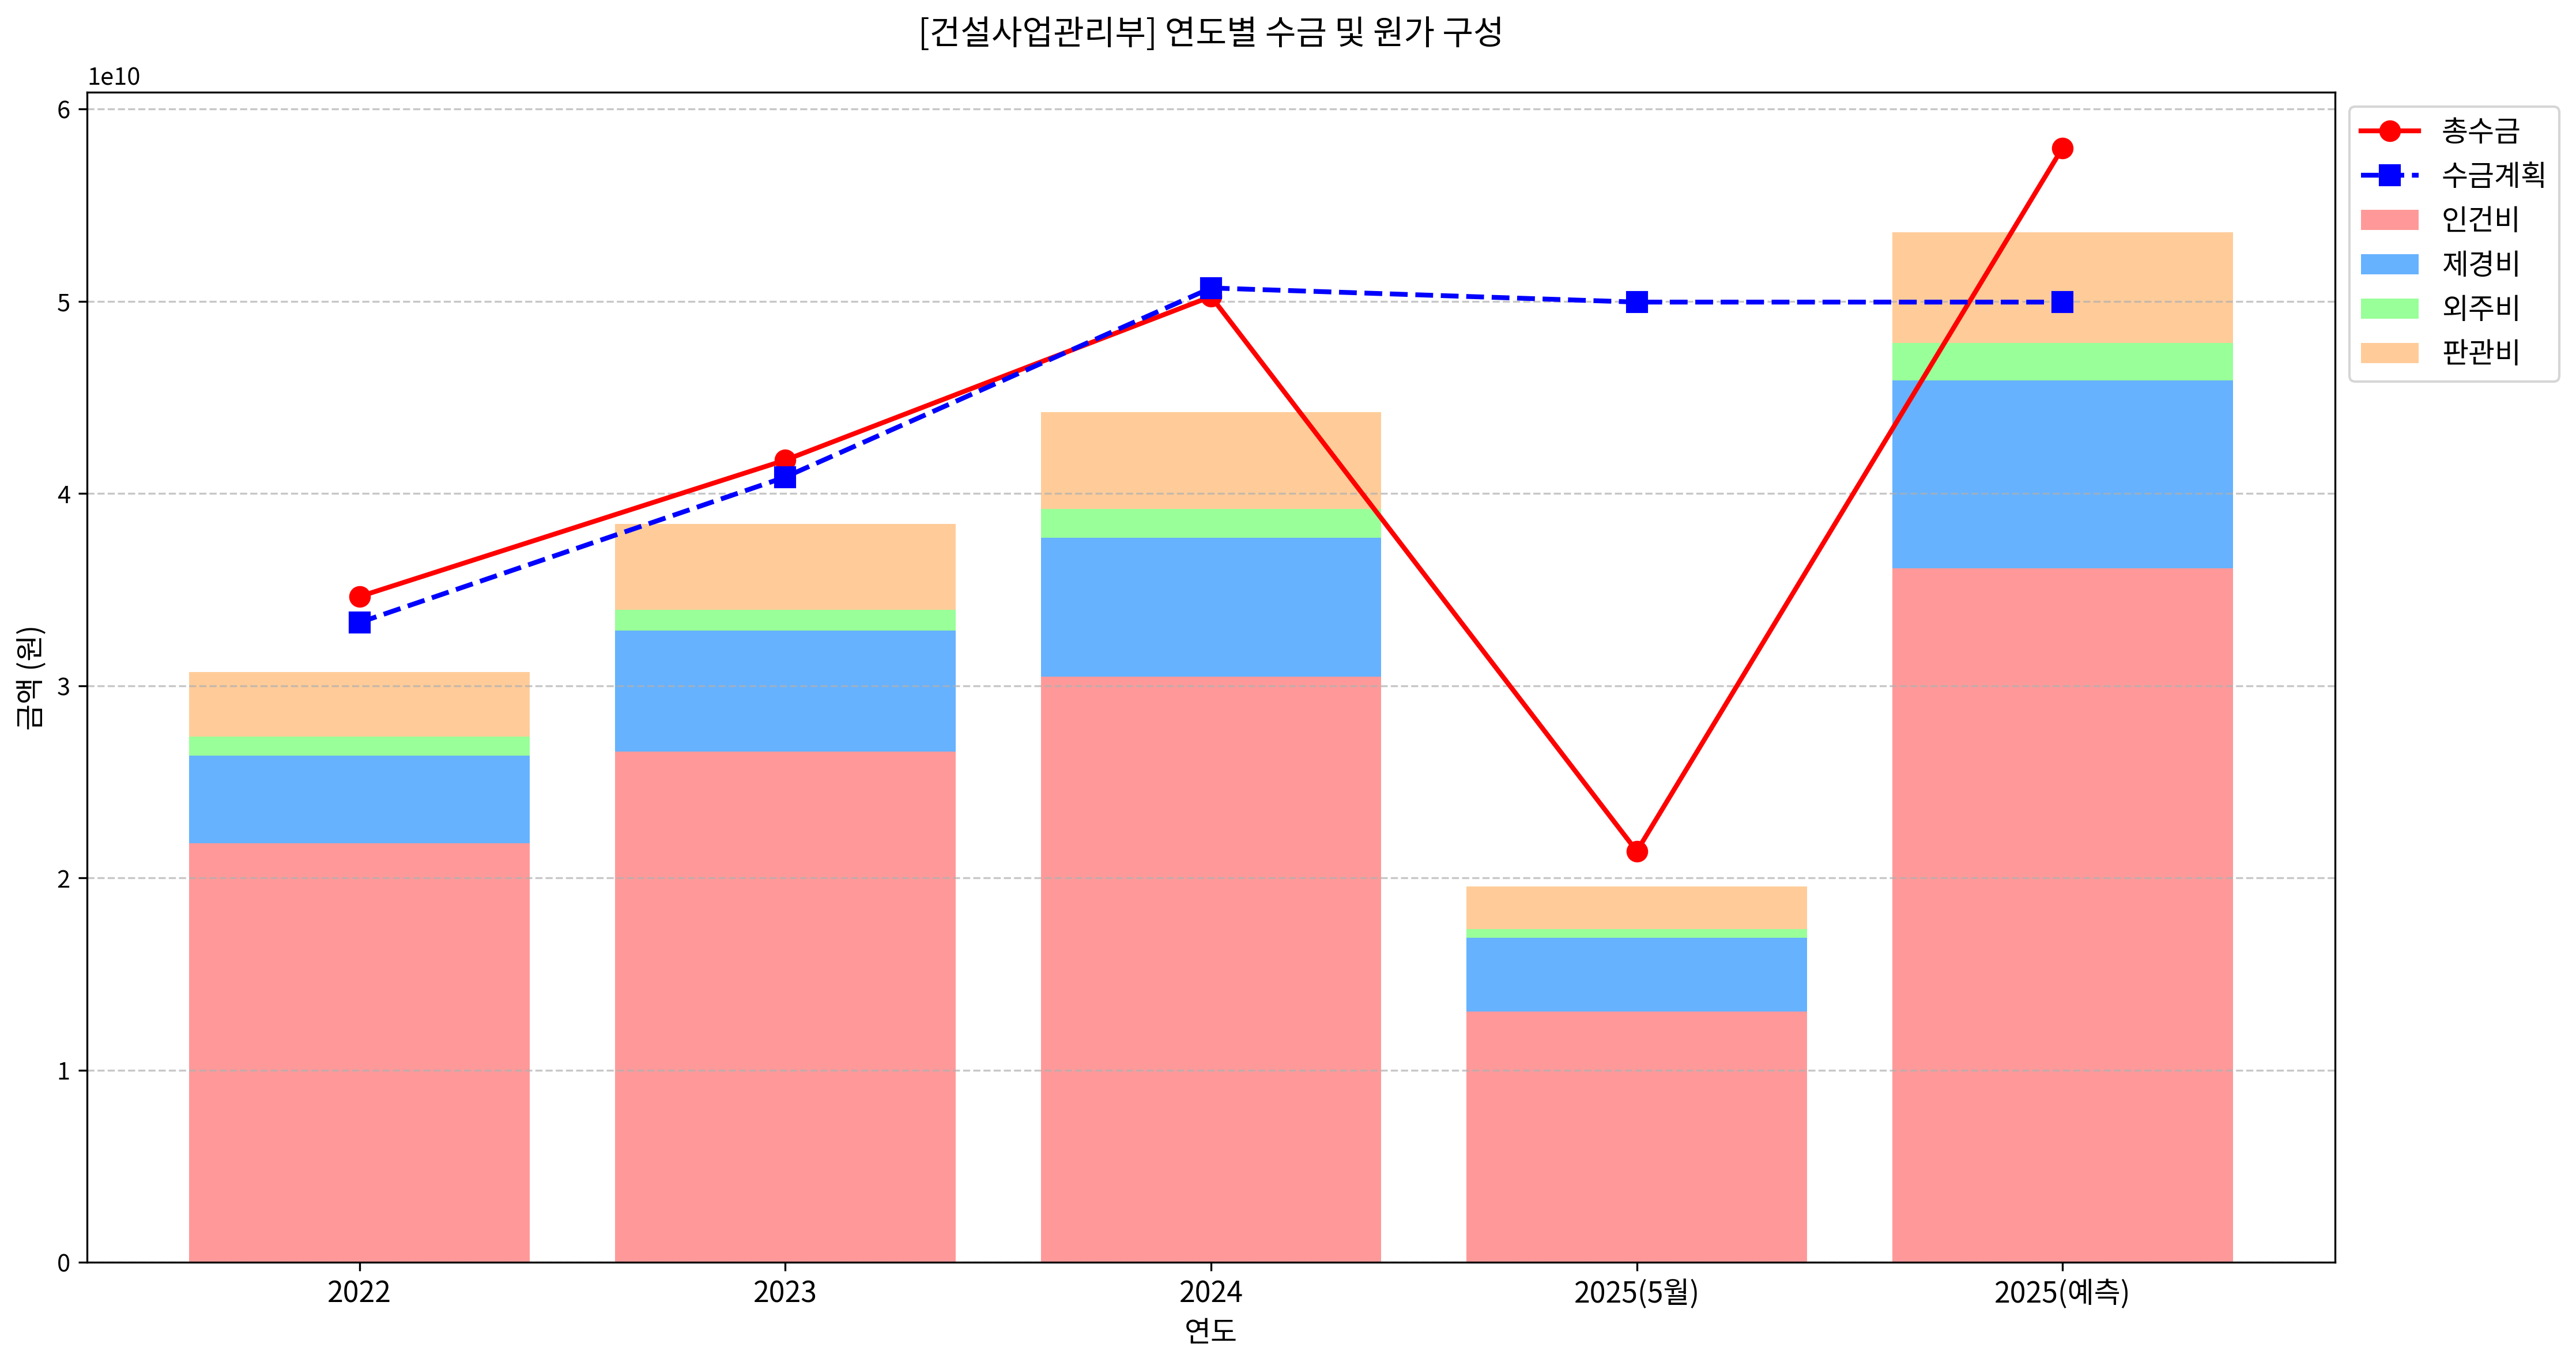 [건설사업관리부] 연도별 수금 및 원가 구성
1e10
6
5
4
3
2
1
0
금액 (원)
2022
2023
2024
2025(5월)
2025(예측)
연도
총수금
수금계획
인건비
제경비
외주비
판관비